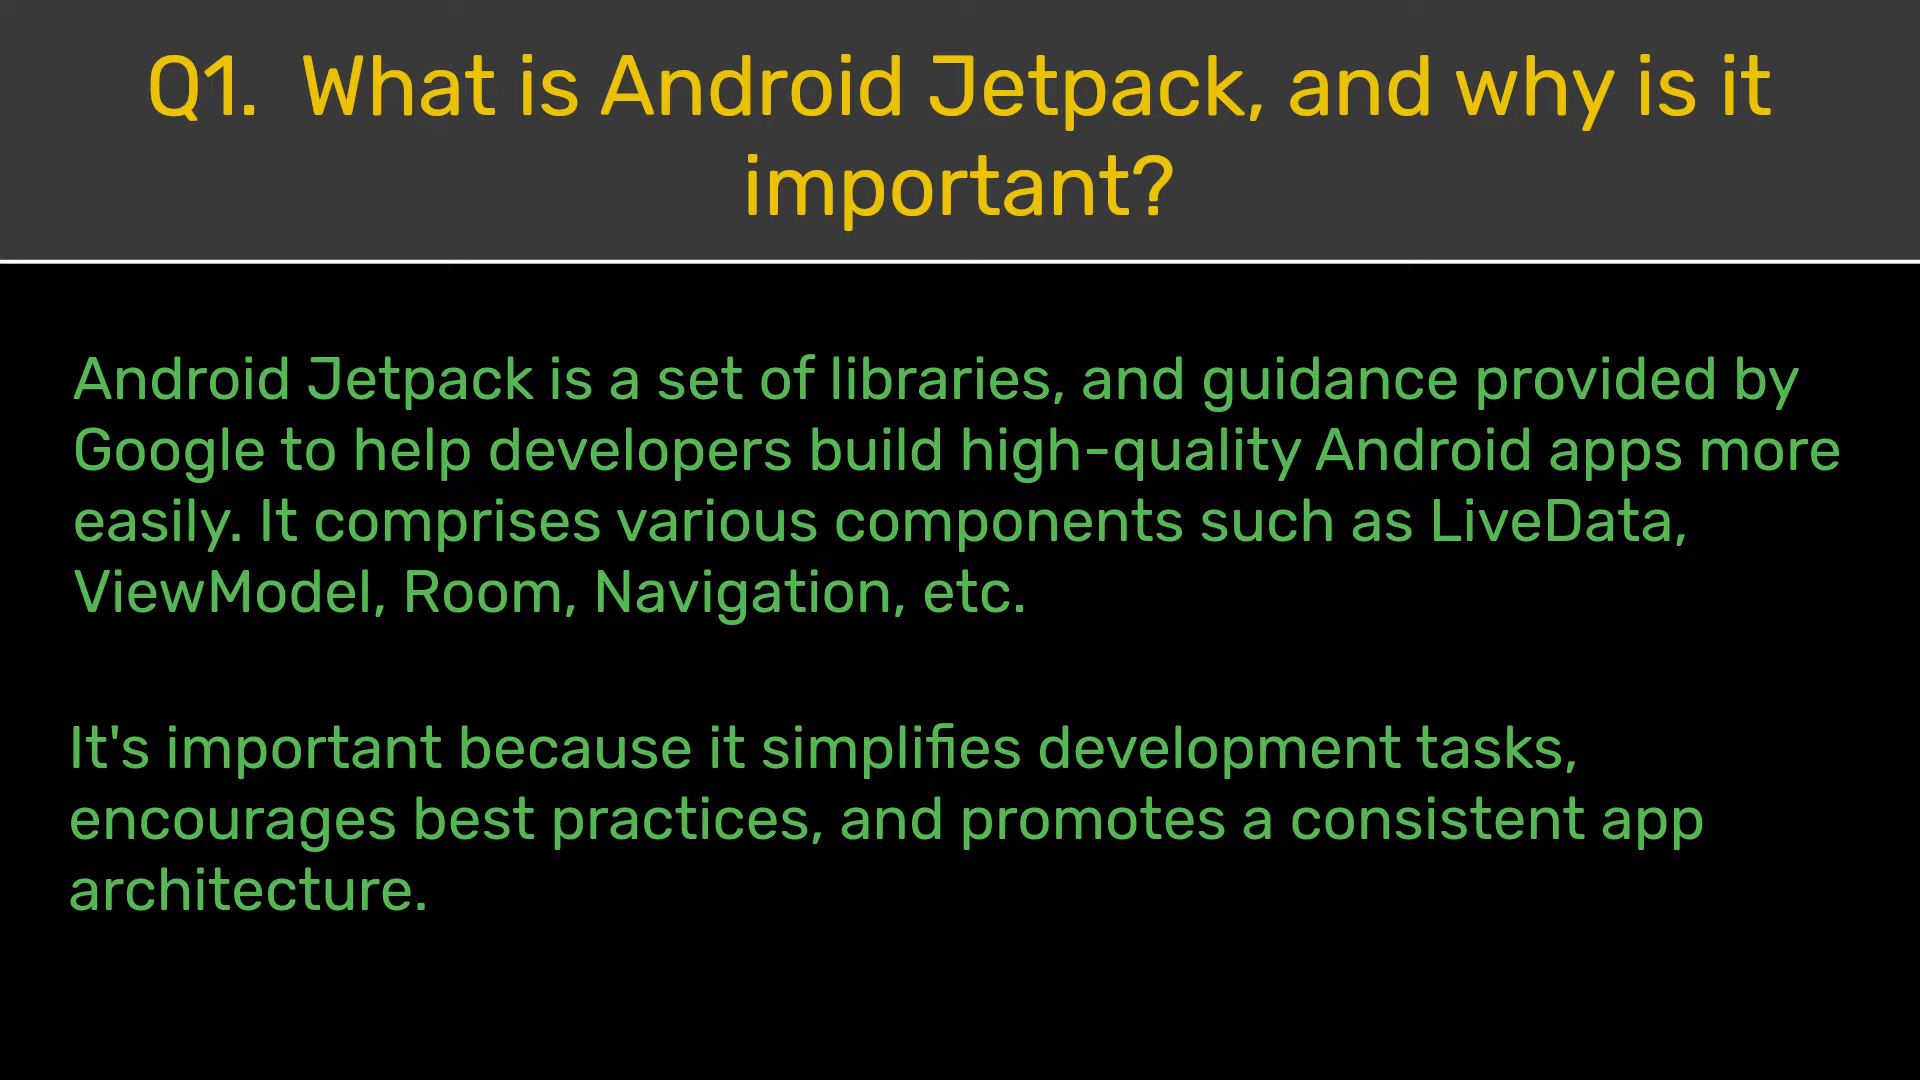 Q1.  What is Android Jetpack, and why is it
important?
Android Jetpack is a set of libraries, and guidance provided by
Google to help developers build high-quality Android apps more
easily. It comprises various components such as LiveData,
ViewModel, Room, Navigation, etc.
It's important because it simplifies development tasks,
encourages best practices, and promotes a consistent app
architecture.